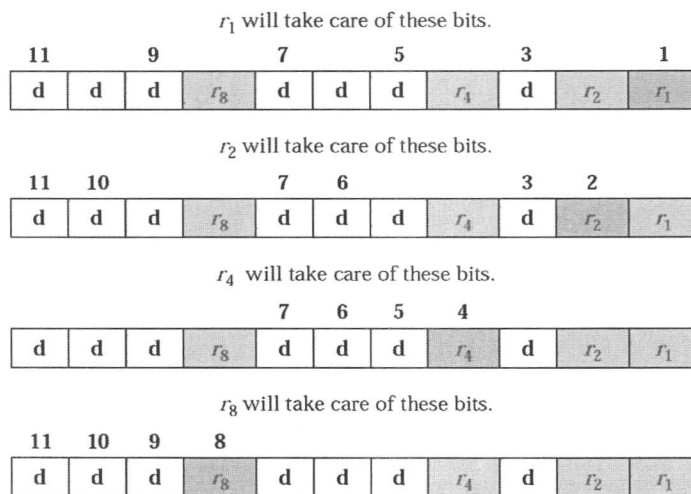 r₁ will take care of these bits.
11 9 7 5 3 1
d d d r₈ d d d r₄ d r₂ r₁
r₂ will take care of these bits.
11 10 7 6 3 2
d d d r₈ d d d r₄ d r₂ r₁
r₄ will take care of these bits.
7 6 5 4
d d d r₈ d d d r₄ d r₂ r₁
r₈ will take care of these bits.
11 10 9 8
d d d r₈ d d d r₄ d r₂ r₁